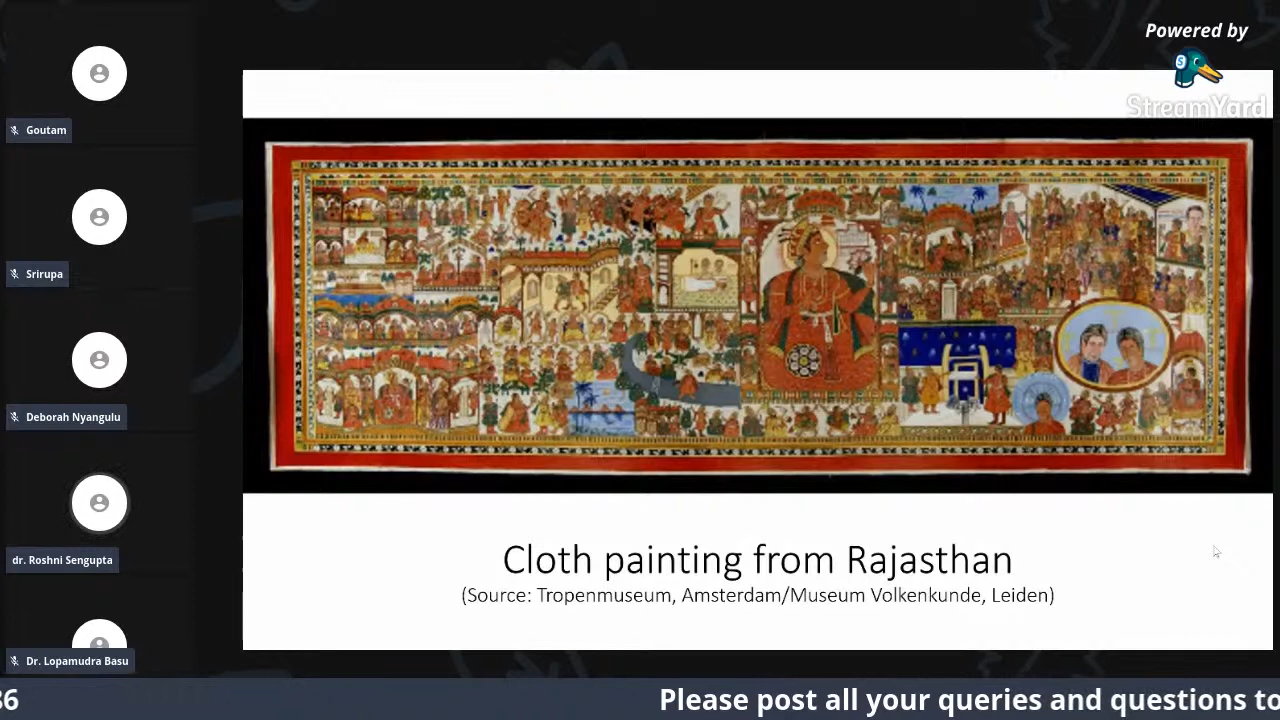 Powered by
StreamYard
Goutam
Srirupa
Deborah Nyangulu
dr. Roshni Sengupta
Dr. Lopamudra Basu
Cloth painting from Rajasthan
(Source: Tropenmuseum, Amsterdam/Museum Volkenkunde, Leiden)
36
Please post all your queries and questions to